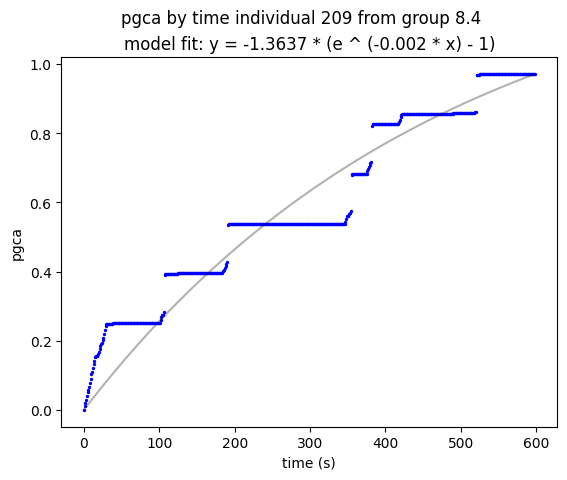 pgca by time individual 209 from group 8.4
model fit: y = -1.3637 * (e ^ (-0.002 * x) - 1)
1.0
0.8
0.6
0.4
0.2
0.0
pgca
0 100 200 300 400 500 600
time (s)